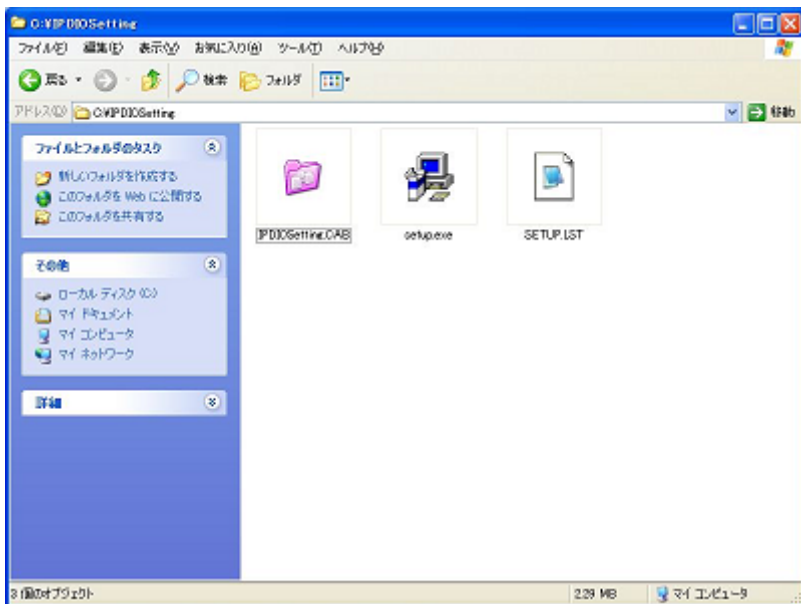 C:¥IPDIOSetting
ファイル(F) 編集(E) 表示(V) お気に入り(A) ツール(T) ヘルプ(H)
戻る 検索 フォルダ
アドレス(D) C:¥IPDIOSetting 移動
ファイルとフォルダのタスク
新しいフォルダを作成する
このフォルダを Web に公開する
このフォルダを共有する
その他
ローカル ディスク (C:)
マイ ドキュメント
マイ コンピュータ
マイ ネットワーク
詳細
IPDIOSetting.CAB setup.exe SETUP.LST
3 個のオブジェクト 2.29 MB マイ コンピュータ